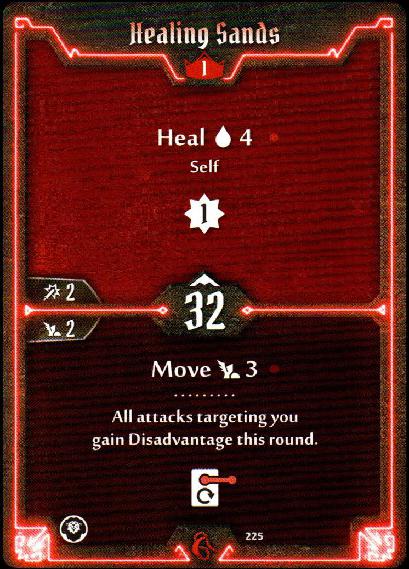 Healing Sands
1
Heal 4
Self
1
2
32
2
Move 3
All attacks targeting you
gain Disadvantage this round.
225